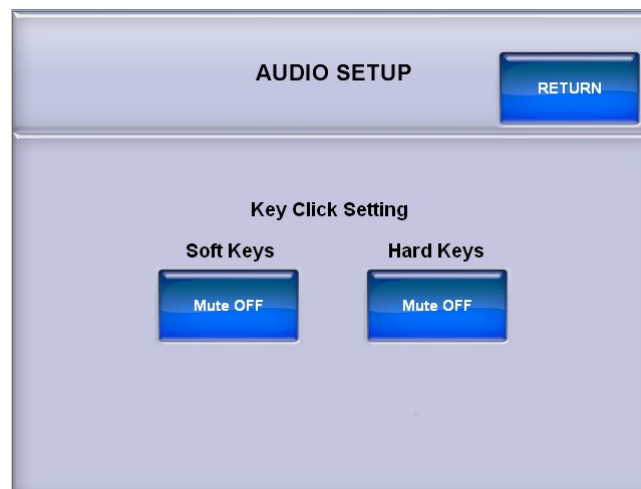 AUDIO SETUP
RETURN
Key Click Setting
Soft Keys
Hard Keys
Mute OFF
Mute OFF